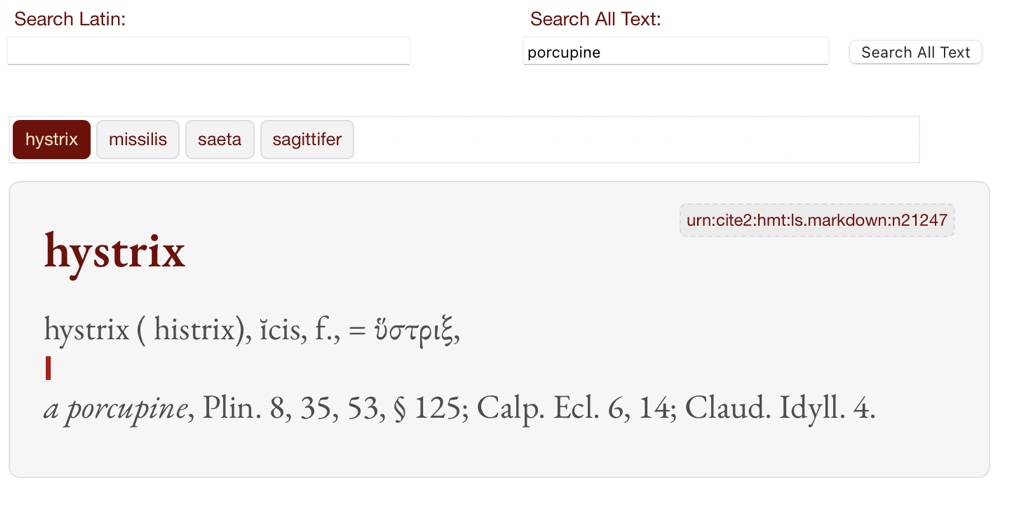 Search Latin: Search All Text:
porcupine Search All Text
hystrix missilis saeta sagittifer
urn:cite2:hmt:ls.markdown:n21247
hystrix
hystrix ( histrix), ĭcis, f., = ὕστριξ,
I
a porcupine, Plin. 8, 35, 53, § 125; Calp. Ecl. 6, 14; Claud. Idyll. 4.